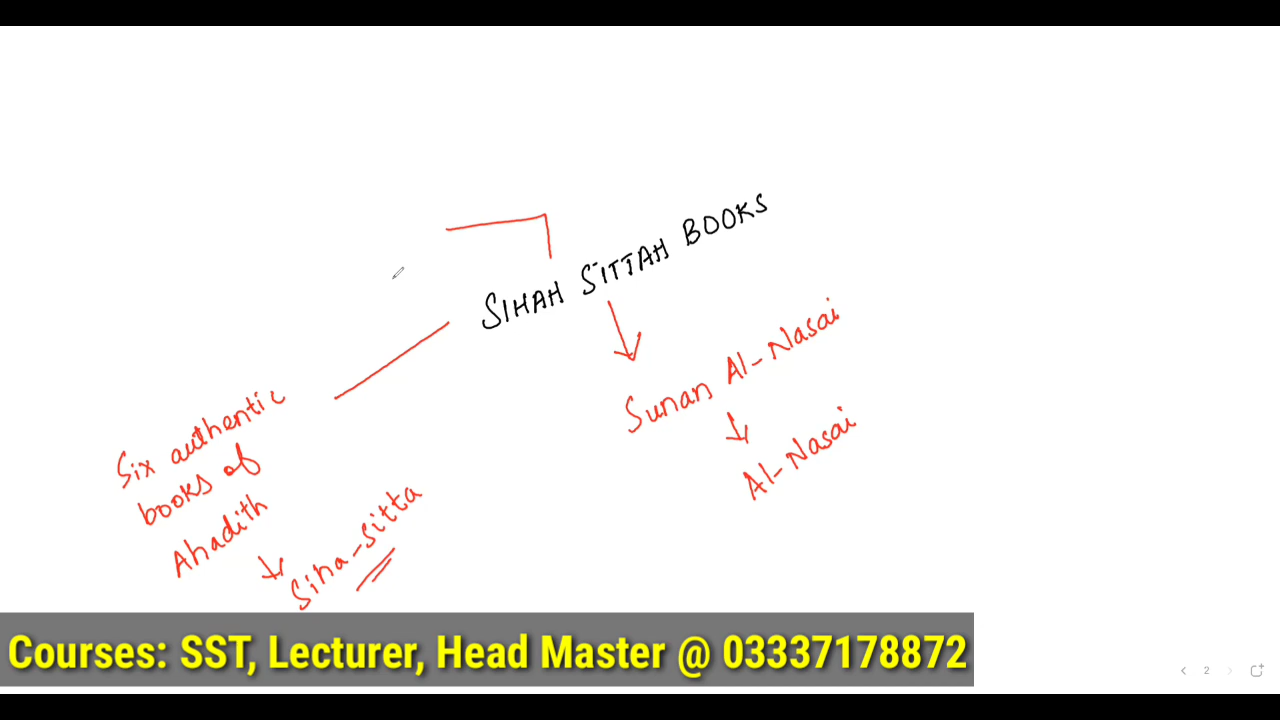 SIHAH SITTAH BOOKS
Six authentic
books of
Ahadith
Siha-Sitta
Sunan Al-Nasai
Al-Nasai
Courses: SST, Lecturer, Head Master @ 03337178872
2